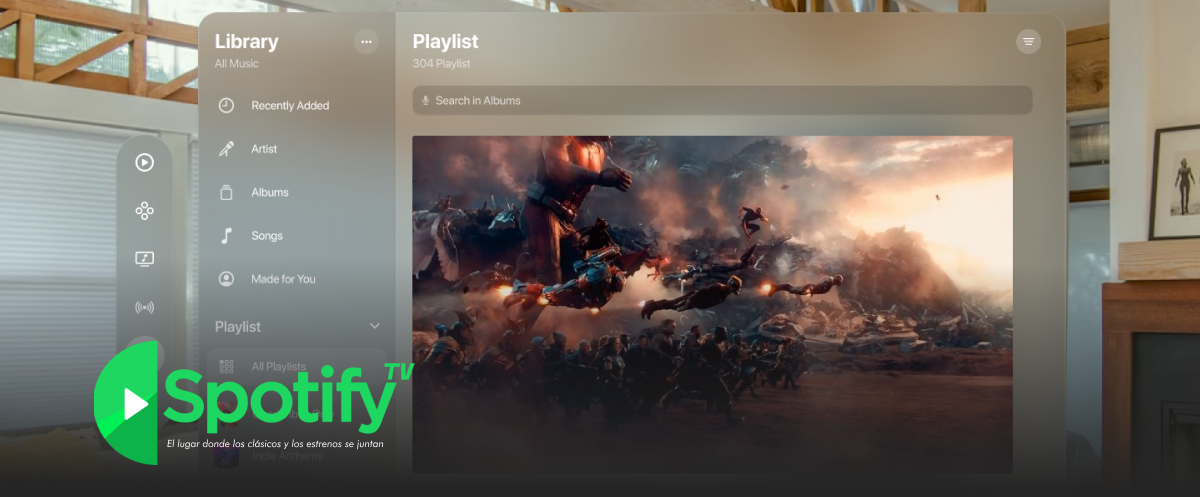 Library
All Music
Recently Added
Artist
Albums
Songs
Made for You
Playlist
All Playlists
Indie Anthems
Playlist
304 Playlist
Search in Albums
Spotify TV
El lugar donde los clásicos y los estrenos se juntan